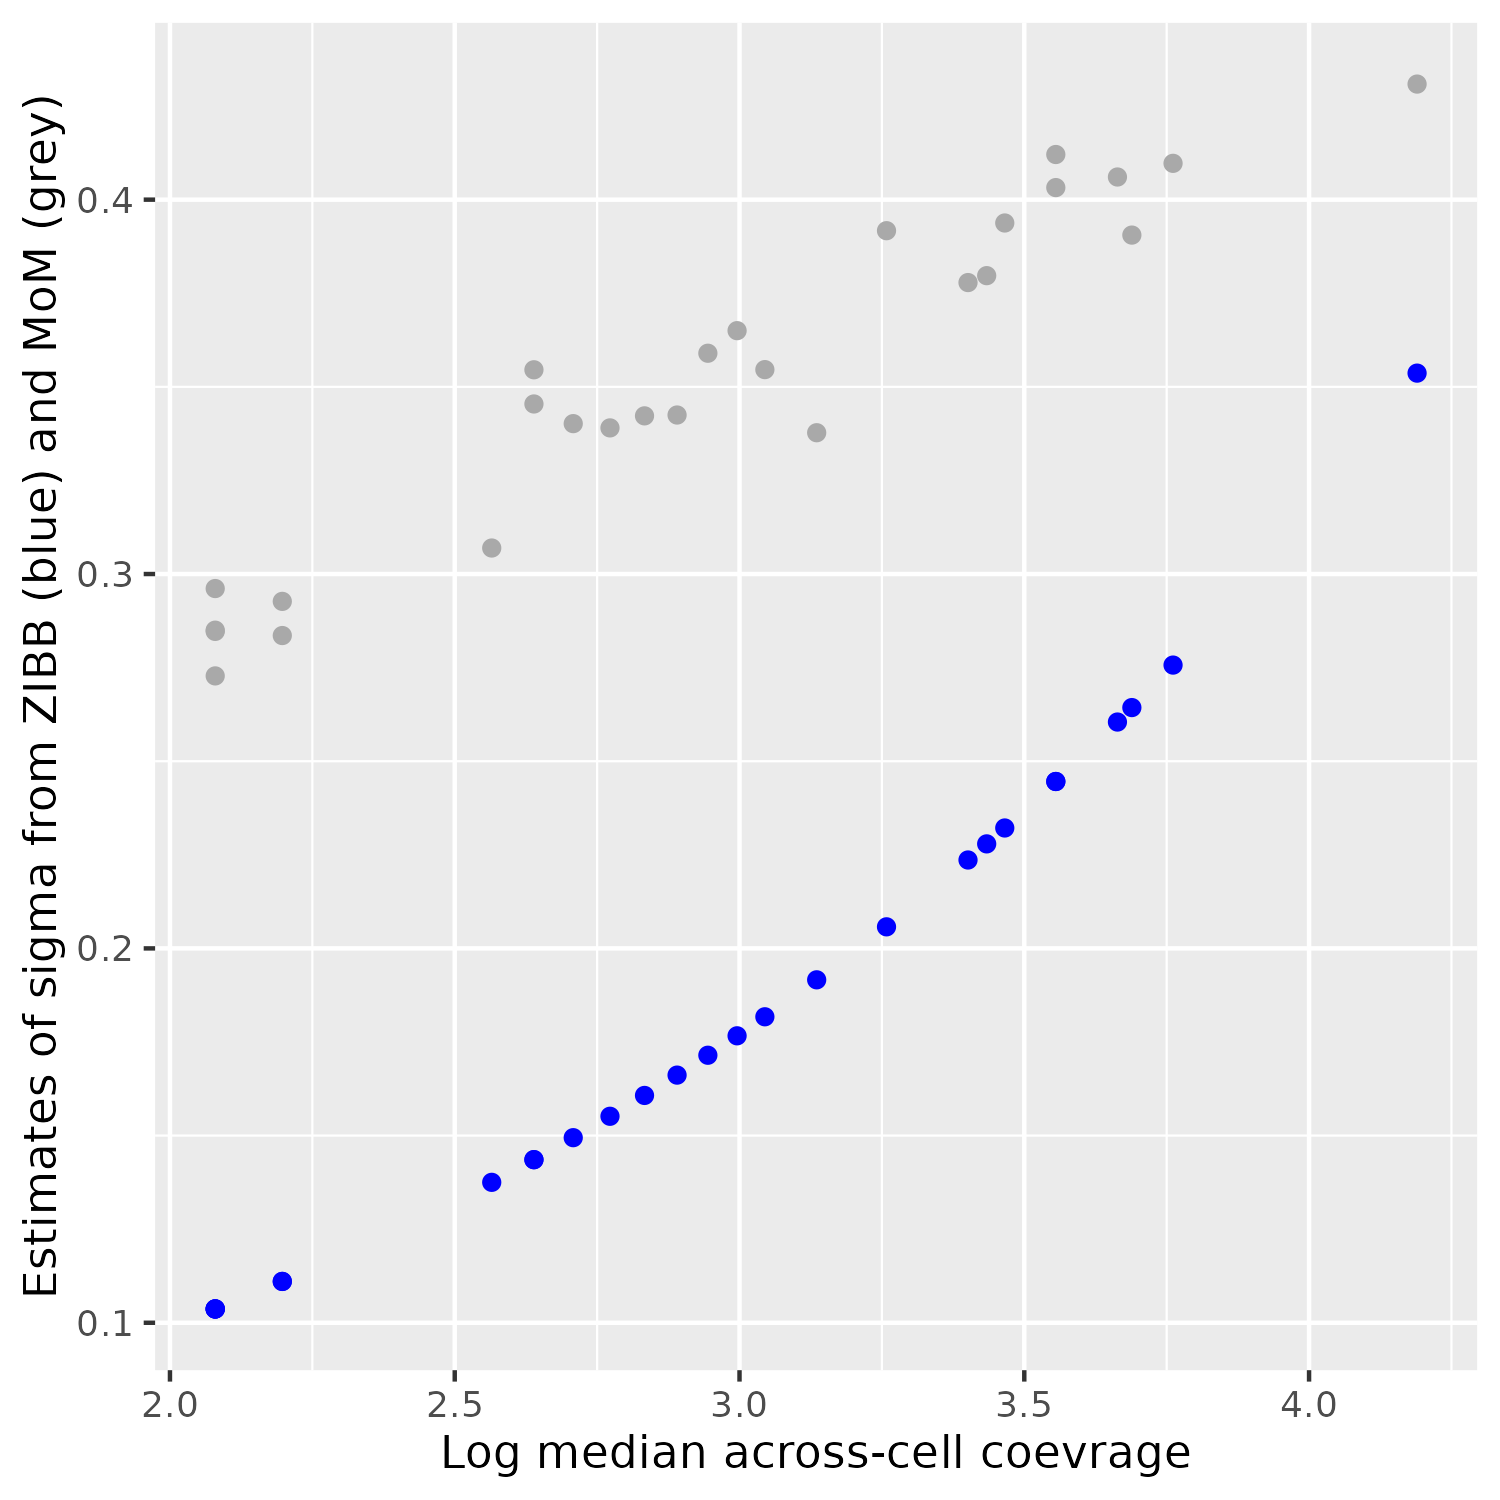 Estimates of sigma from ZIBB (blue) and MoM (grey)
0.4
0.3
0.2
0.1
2.0 2.5 3.0 3.5 4.0
Log median across-cell coevrage